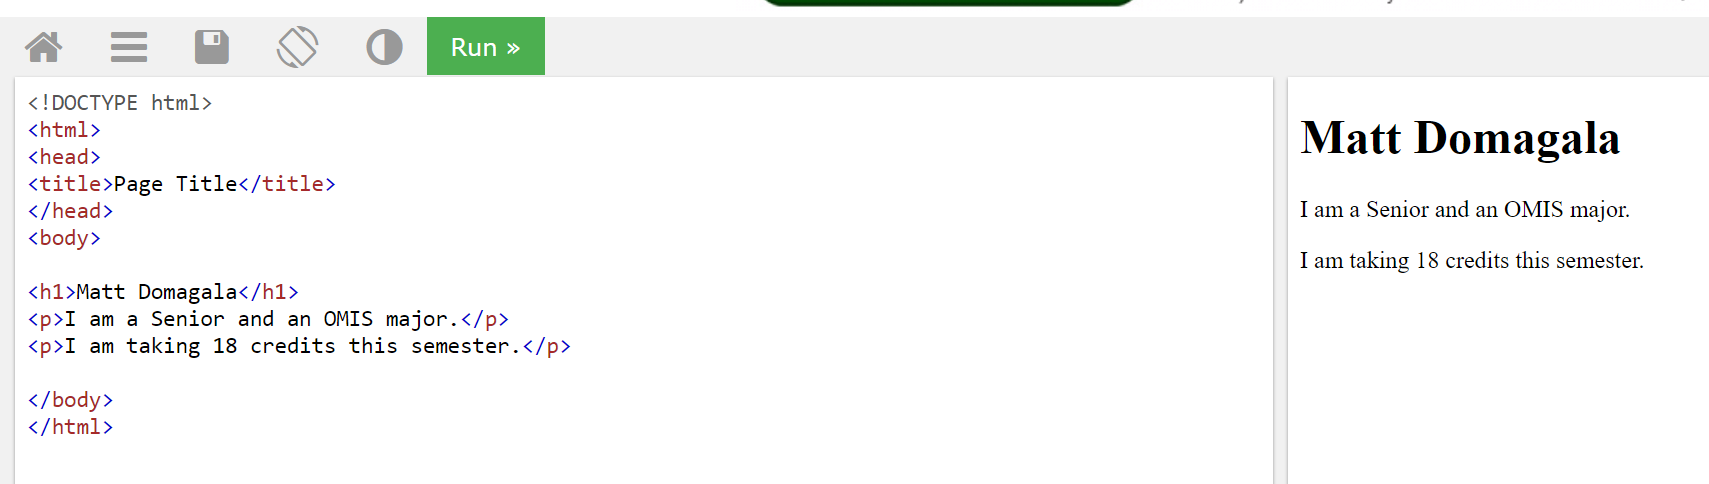 Run »
<!DOCTYPE html>
<html>
<head>
<title>Page Title</title>
</head>
<body>
<h1>Matt Domagala</h1>
<p>I am a Senior and an OMIS major.</p>
<p>I am taking 18 credits this semester.</p>
</body>
</html>
Matt Domagala
I am a Senior and an OMIS major.
I am taking 18 credits this semester.